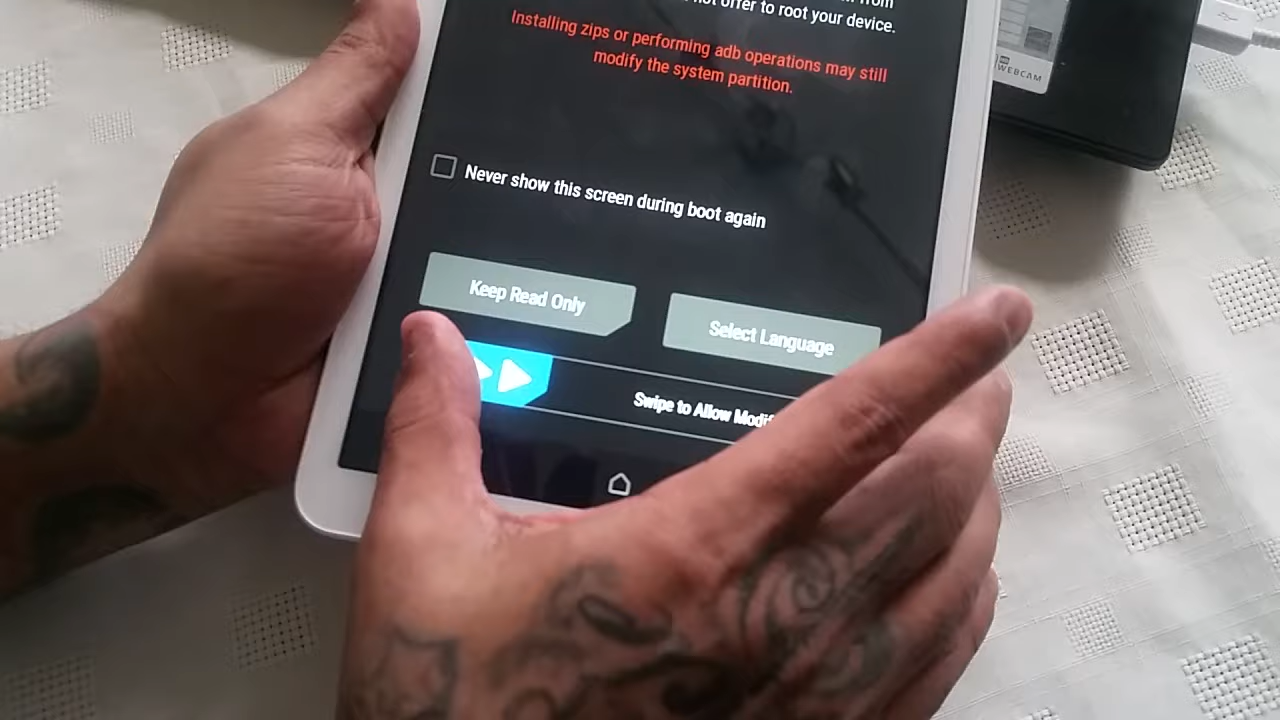 from
not offer to root your device.
Installing zips or performing adb operations may still
modify the system partition.
Never show this screen during boot again
Keep Read Only
Select Language
Swipe to Allow
WEBCAM